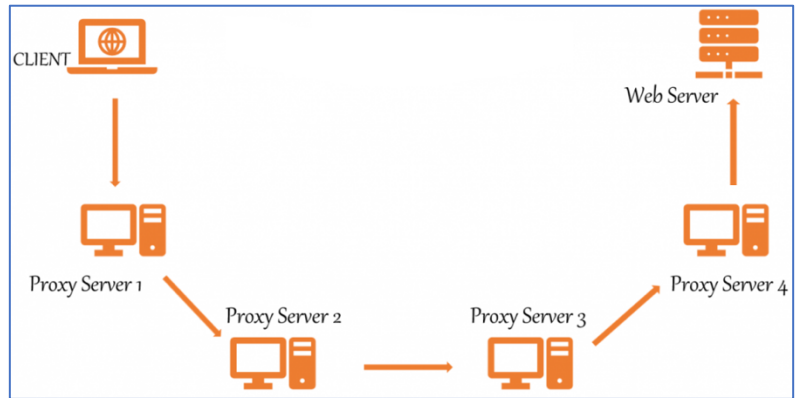 CLIENT
Web Server
Proxy Server 1
Proxy Server 4
Proxy Server 2
Proxy Server 3